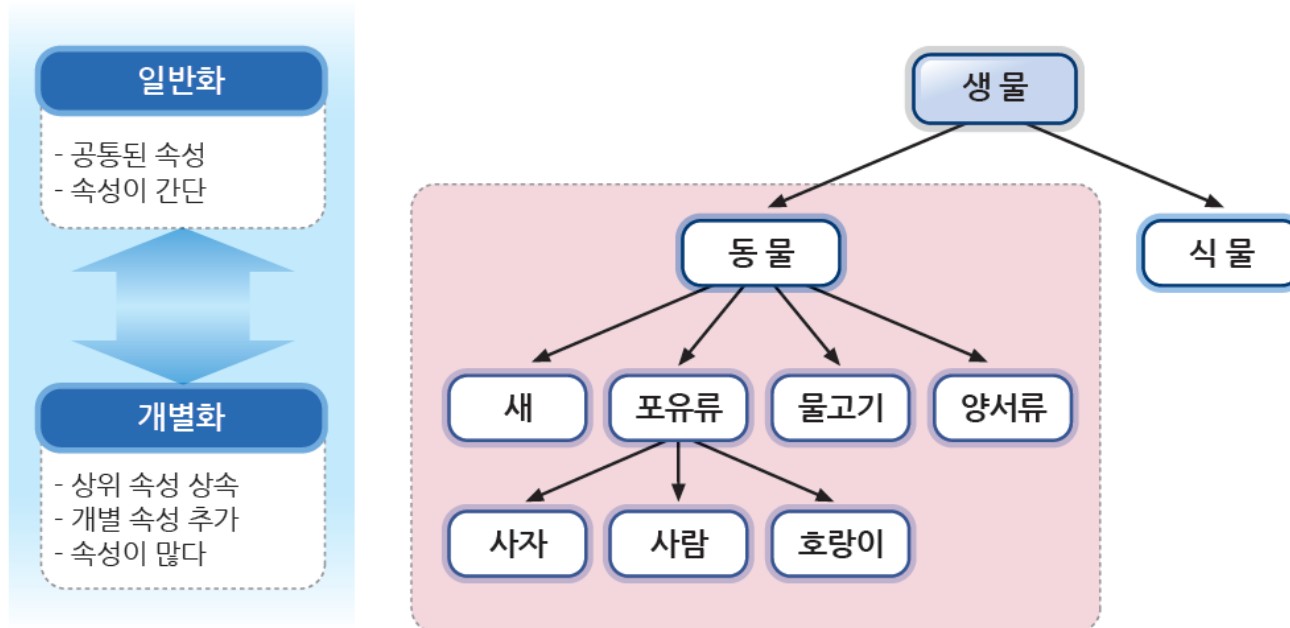 일반화
- 공통된 속성
- 속성이 간단
개별화
- 상위 속성 상속
- 개별 속성 추가
- 속성이 많다
생 물
동 물
식 물
새
포유류
물고기
양서류
사자
사람
호랑이